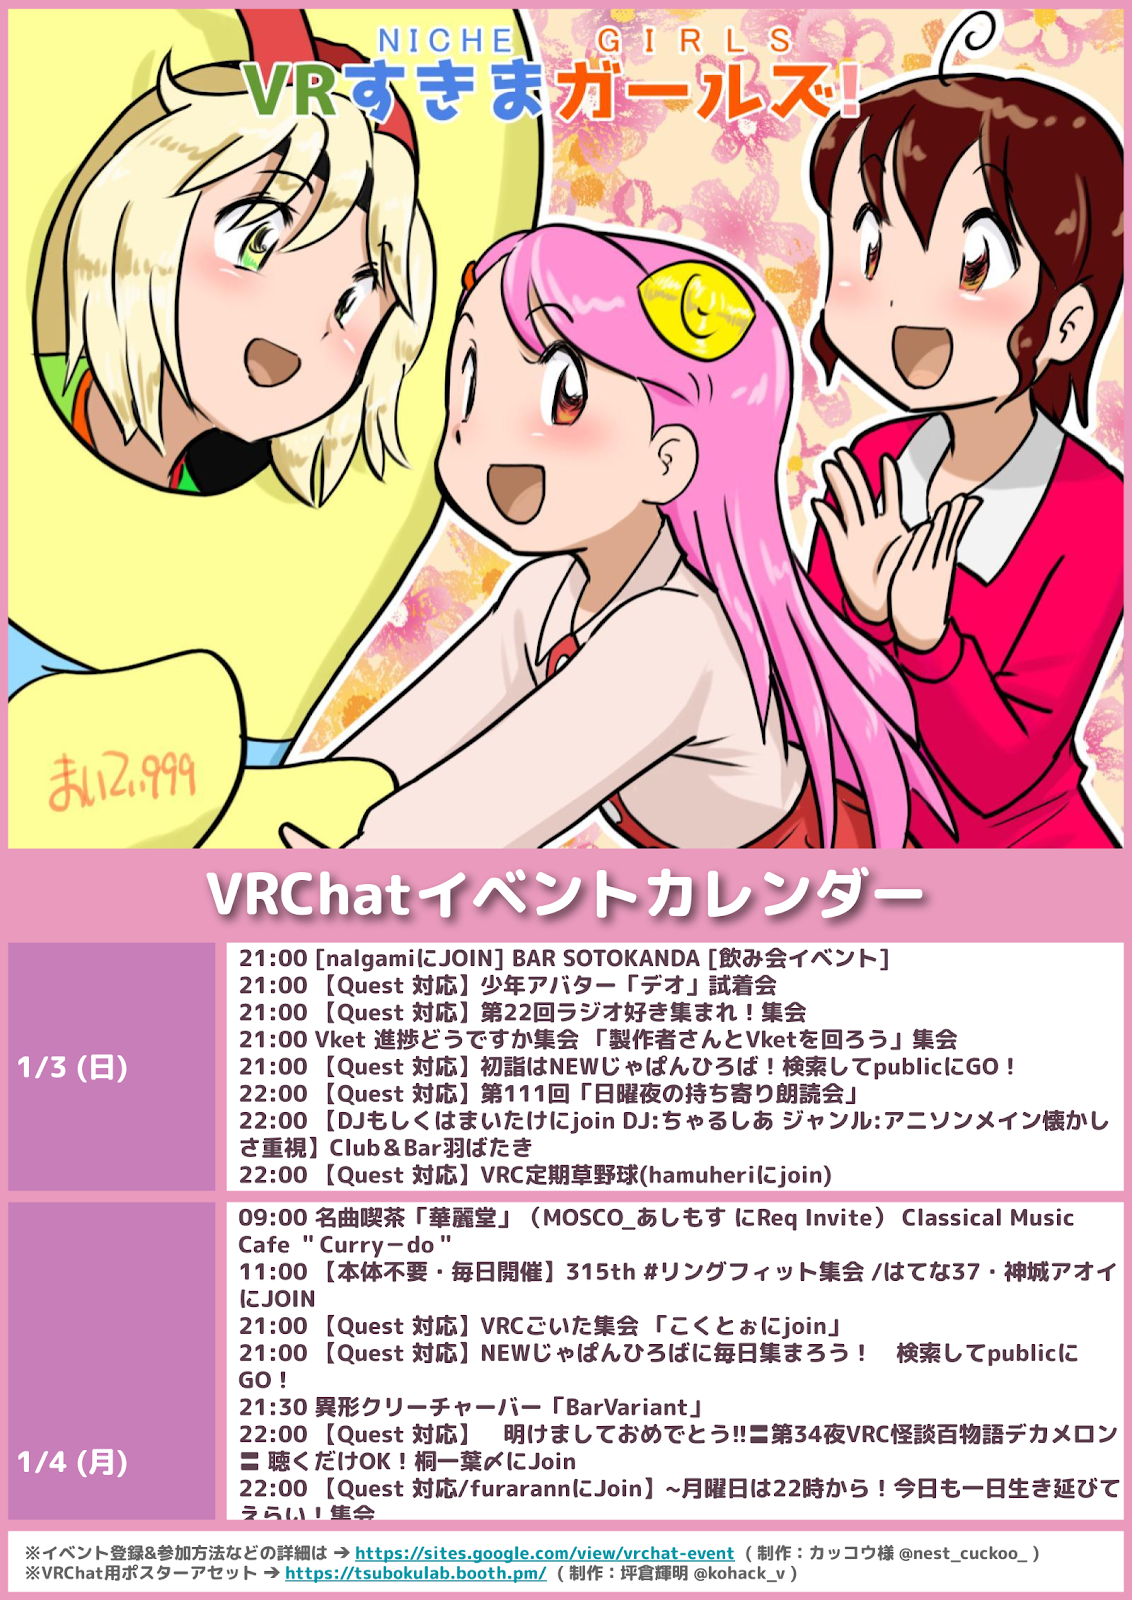 NICHE GIRLS
VRすきまガールズ!
まいてぃ999
VRChatイベントカレンダー
1/3 (日)
21:00 [nalgamiにJOIN] BAR SOTOKANDA [飲み会イベント]
21:00 【Quest 対応】少年アバター「デオ」試着会
21:00 【Quest 対応】第22回ラジオ好き集まれ！集会
21:00 Vket 進捗どうですか集会 「製作者さんとVketを回ろう」集会
21:00 【Quest 対応】初詣はNEWじゃぱんひろば！検索してpublicにGO！
22:00 【Quest 対応】第111回「日曜夜の持ち寄り朗読会」
22:00 【DJもしくはまいたけにjoin DJ:ちゃるしあ ジャンル:アニソンメイン懐かし
さ重視】Club＆Bar羽ばたき
22:00 【Quest 対応】VRC定期草野球(hamuheriにjoin)
1/4 (月)
09:00 名曲喫茶「華麗堂」（MOSCO_あしもす にReq Invite） Classical Music
Cafe ＂Curry－do＂
11:00 【本体不要・毎日開催】315th #リングフィット集会 /はてな37・神城アオイ
にJOIN
21:00 【Quest 対応】VRCごいた集会 「こくとぉにjoin」
21:00 【Quest 対応】NEWじゃぱんひろばに毎日集まろう！　検索してpublicに
GO！
21:30 異形クリーチャーバー「BarVariant」
22:00 【Quest 対応】　明けましておめでとう‼〓第34夜VRC怪談百物語デカメロン
〓 聴くだけOK！桐一葉〆にJoin
22:00 【Quest 対応/furarannにJoin】~月曜日は22時から！今日も一日生き延びて
えらい！集会
※イベント登録&参加方法などの詳細は → https://sites.google.com/view/vrchat-event ( 制作：カッコウ様 @nest_cuckoo_ )
※VRChat用ポスターアセット → https://tsubokulab.booth.pm/ ( 制作：坪倉輝明 @kohack_v )